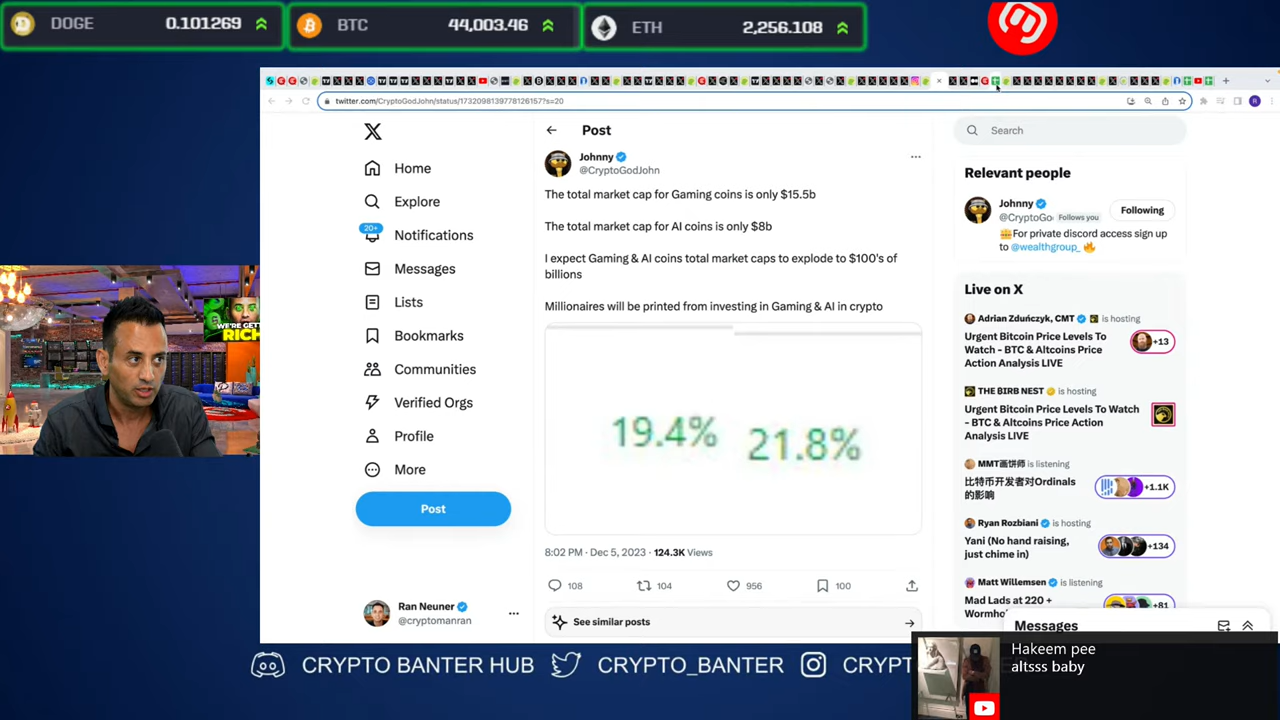 DOGE 0.101269
BTC 44,003.46
ETH 2,256.108
twitter.com/CryptoGodJohn/status/1732098139778126157?s=20
R
Post
Search
Home
Explore
20+
Notifications
Messages
Lists
Bookmarks
Communities
Verified Orgs
Profile
More
Post
Ran Neuner
@cryptomanran
Johnny
@CryptoGodJohn
The total market cap for Gaming coins is only $15.5b
The total market cap for AI coins is only $8b
I expect Gaming & AI coins total market caps to explode to $100's of
billions
Millionaires will be printed from investing in Gaming & AI in crypto
19.4% 21.8%
8:02 PM · Dec 5, 2023 · 124.3K Views
108 104 956 100
See similar posts
Relevant people
Johnny
@CryptoGo Follows you
Following
For private discord access sign up
to @wealthgroup_
Live on X
Adrian Zduńczyk, CMT is hosting
Urgent Bitcoin Price Levels To
Watch - BTC & Altcoins Price
Action Analysis LIVE
+13
THE BIRB NEST is hosting
Urgent Bitcoin Price Levels To Watch
- BTC & Altcoins Price Action
Analysis LIVE
MMT画饼师 is listening
比特币开发者对Ordinals
的影响
+1.1K
Ryan Rozbiani is hosting
Yani (No hand raising,
just chime in)
+134
Matt Willemsen is listening
Mad Lads at 220 +
+81
Messages
WE'RE GETT
RICH
Hakeem pee
altsss baby
CRYPTO BANTER HUB CRYPTO_BANTER CRYPT